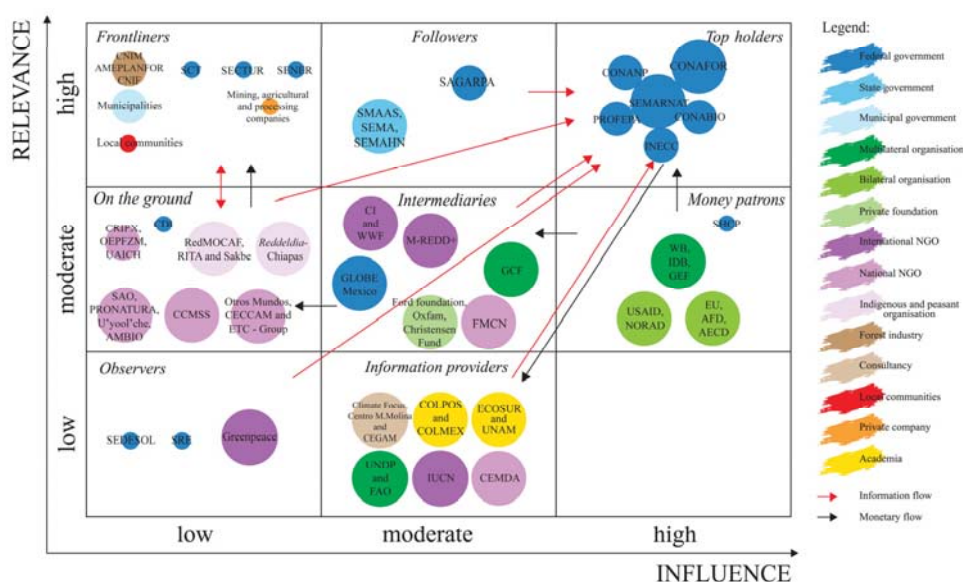 RELEVANCE
high
moderate
low
Frontliners
CNIM
AMEPLANFOR
CNIF
SCT
SECTUR
SENER
Municipalities
Mining, agricultural
and processing
companies
Local communities
Followers
SAGARPA
SMAAS,
SEMA,
SEMAHN
Top holders
CONANP
CONAFOR
SEMARNAT
PROFEPA
CONABIO
INECC
On the ground
CRIPX,
OEPFZM,
UAICH
CDI
RedMOCAF,
RITA and Sakbe
Reddeldia-
Chiapas
SAO,
PRONATURA,
U'yool'che,
AMBIO
CCMSS
Otros Mundos,
CECCAM and
ETC - Group
Intermediaries
CI
and
WWF
M-REDD+
GCF
GLOBE
Mexico
Ford foundation,
Oxfam,
Christensen
Fund
FMCN
Money patrons
SHCP
WB,
IDB,
GEF
USAID,
NORAD
EU,
AFD,
AECD
Observers
SEDESOL
SRE
Greenpeace
Information providers
Climate Focus,
Centro M.Molina
and
CEGAM
COLPOS
and
COLMEX
ECOSUR
and
UNAM
UNDP
and
FAO
IUCN
CEMDA
low
moderate
high
INFLUENCE
Legend:
Federal government
State government
Municipal government
Multilateral organisation
Bilateral organisation
Private foundation
International NGO
National NGO
Indigenous and peasant
organisation
Forest industry
Consultancy
Local communities
Private company
Academia
Information flow
Monetary flow